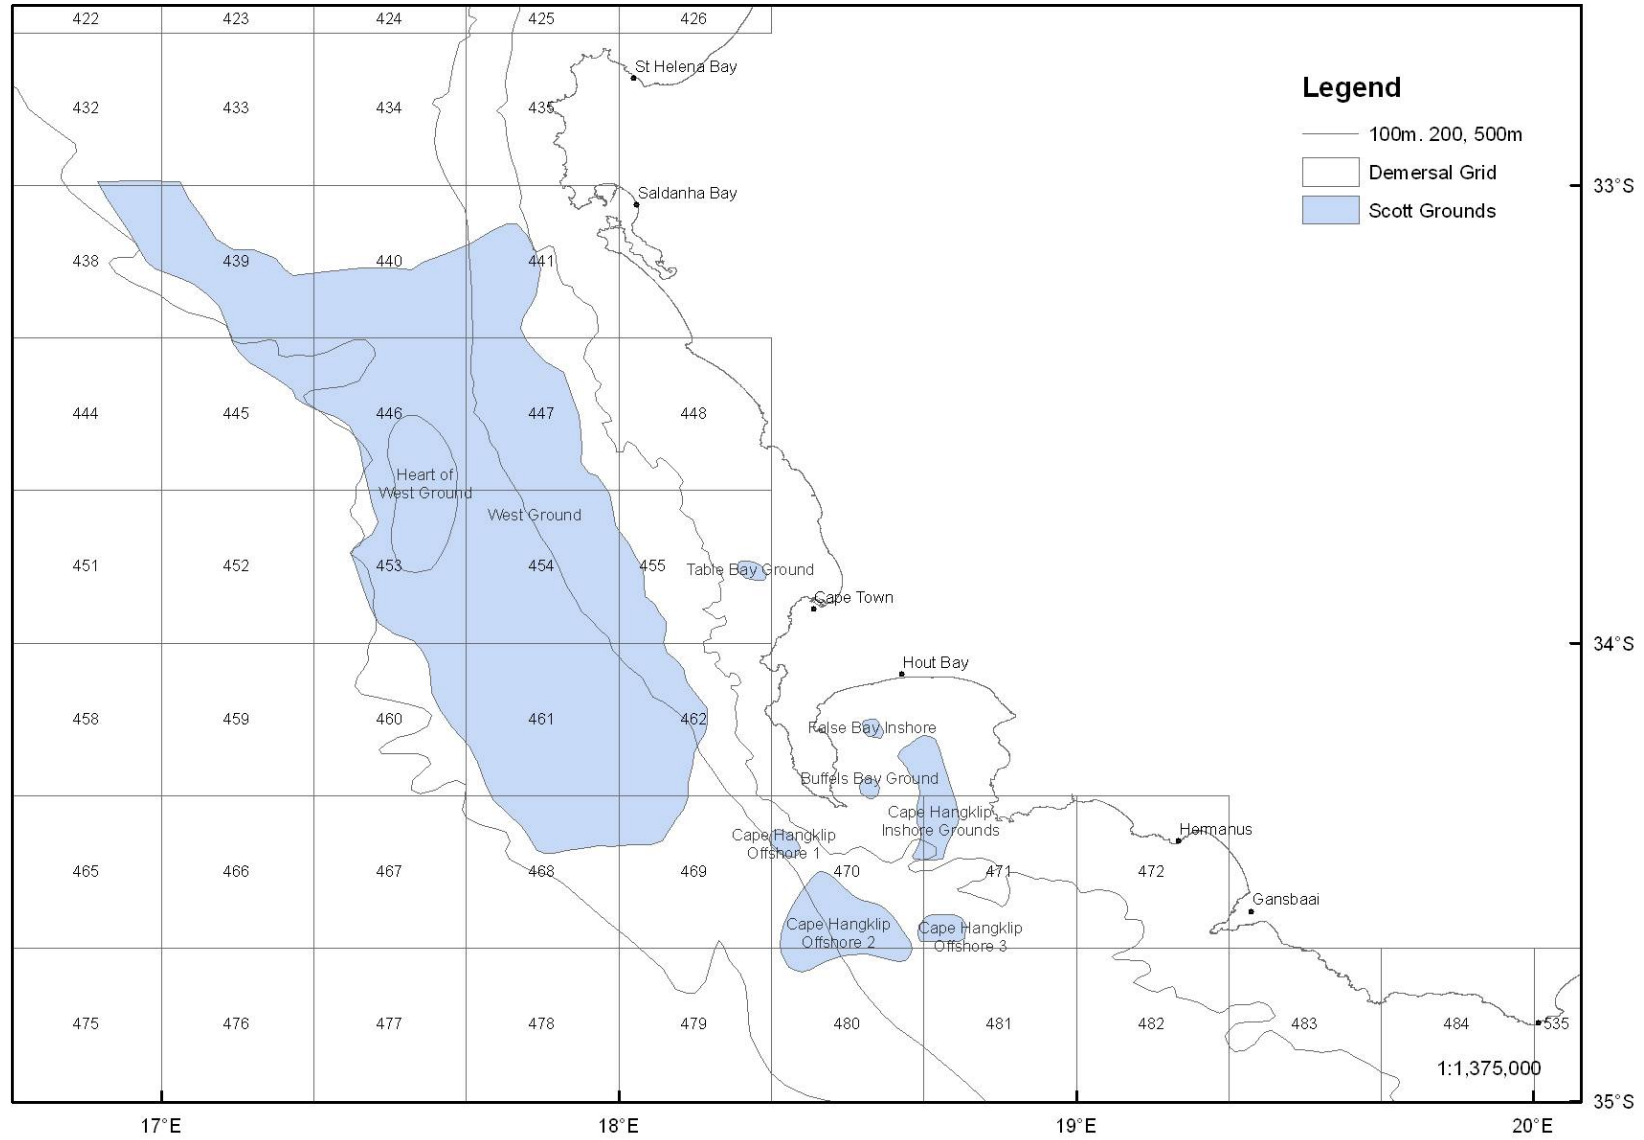 422 423 424 425 426
St Helena Bay
Legend
432 433 434 435
100m. 200, 500m
Demersal Grid
33°S
Saldanha Bay
Scott Grounds
438 439 440 441
444 445 446 447 448
Heart of
West Ground
West Ground
451 452 453 454 455
Table Bay Ground
Cape Town
34°S
Hout Bay
458 459 460 461 462
False Bay Inshore
Buffels Bay Ground
Cape Hangklip
Inshore Grounds
Cape Hangklip
Offshore 1
Hermanus
465 466 467 468 469 470 471 472
Gansbaai
Cape Hangklip
Offshore 2
Cape Hangklip
Offshore 3
475 476 477 478 479 480 481 482 483 484 535
1:1,375,000
35°S
17°E 18°E 19°E 20°E